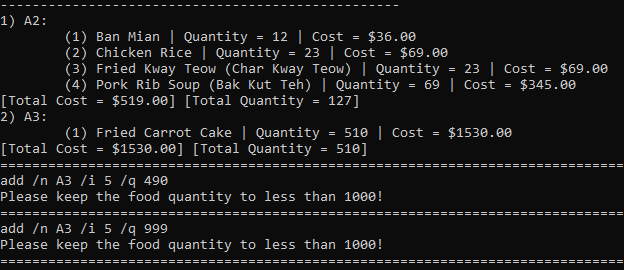 --------------------------------------------------
1) A2:
(1) Ban Mian | Quantity = 12 | Cost = $36.00
(2) Chicken Rice | Quantity = 23 | Cost = $69.00
(3) Fried Kway Teow (Char Kway Teow) | Quantity = 23 | Cost = $69.00
(4) Pork Rib Soup (Bak Kut Teh) | Quantity = 69 | Cost = $345.00
[Total Cost = $519.00] [Total Quantity = 127]
2) A3:
(1) Fried Carrot Cake | Quantity = 510 | Cost = $1530.00
[Total Cost = $1530.00] [Total Quantity = 510]
==============================================================================
add /n A3 /i 5 /q 490
Please keep the food quantity to less than 1000!
==============================================================================
add /n A3 /i 5 /q 999
Please keep the food quantity to less than 1000!
==============================================================================